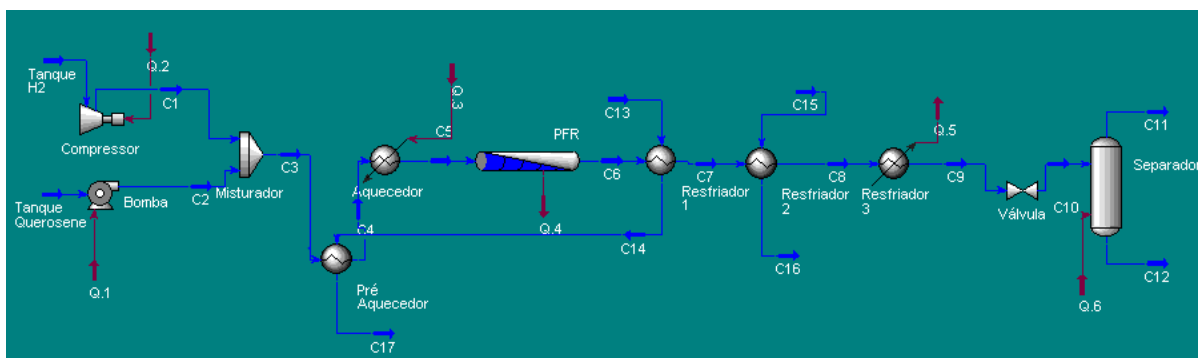 Tanque
H2
Q.2
C1
Compressor
Misturador
C3
Tanque
Querosene
Bomba
C2
Q.1
Q.3
C5
Aquecedor
C4
Pré
Aquecedor
C17
PFR
Q.4
C13
C6
C14
C7
Resfriador
1
C15
C16
Resfriador
2
C8
Q.5
Resfriador
3
C9
Válvula
C10
C11
Separador
C12
Q.6